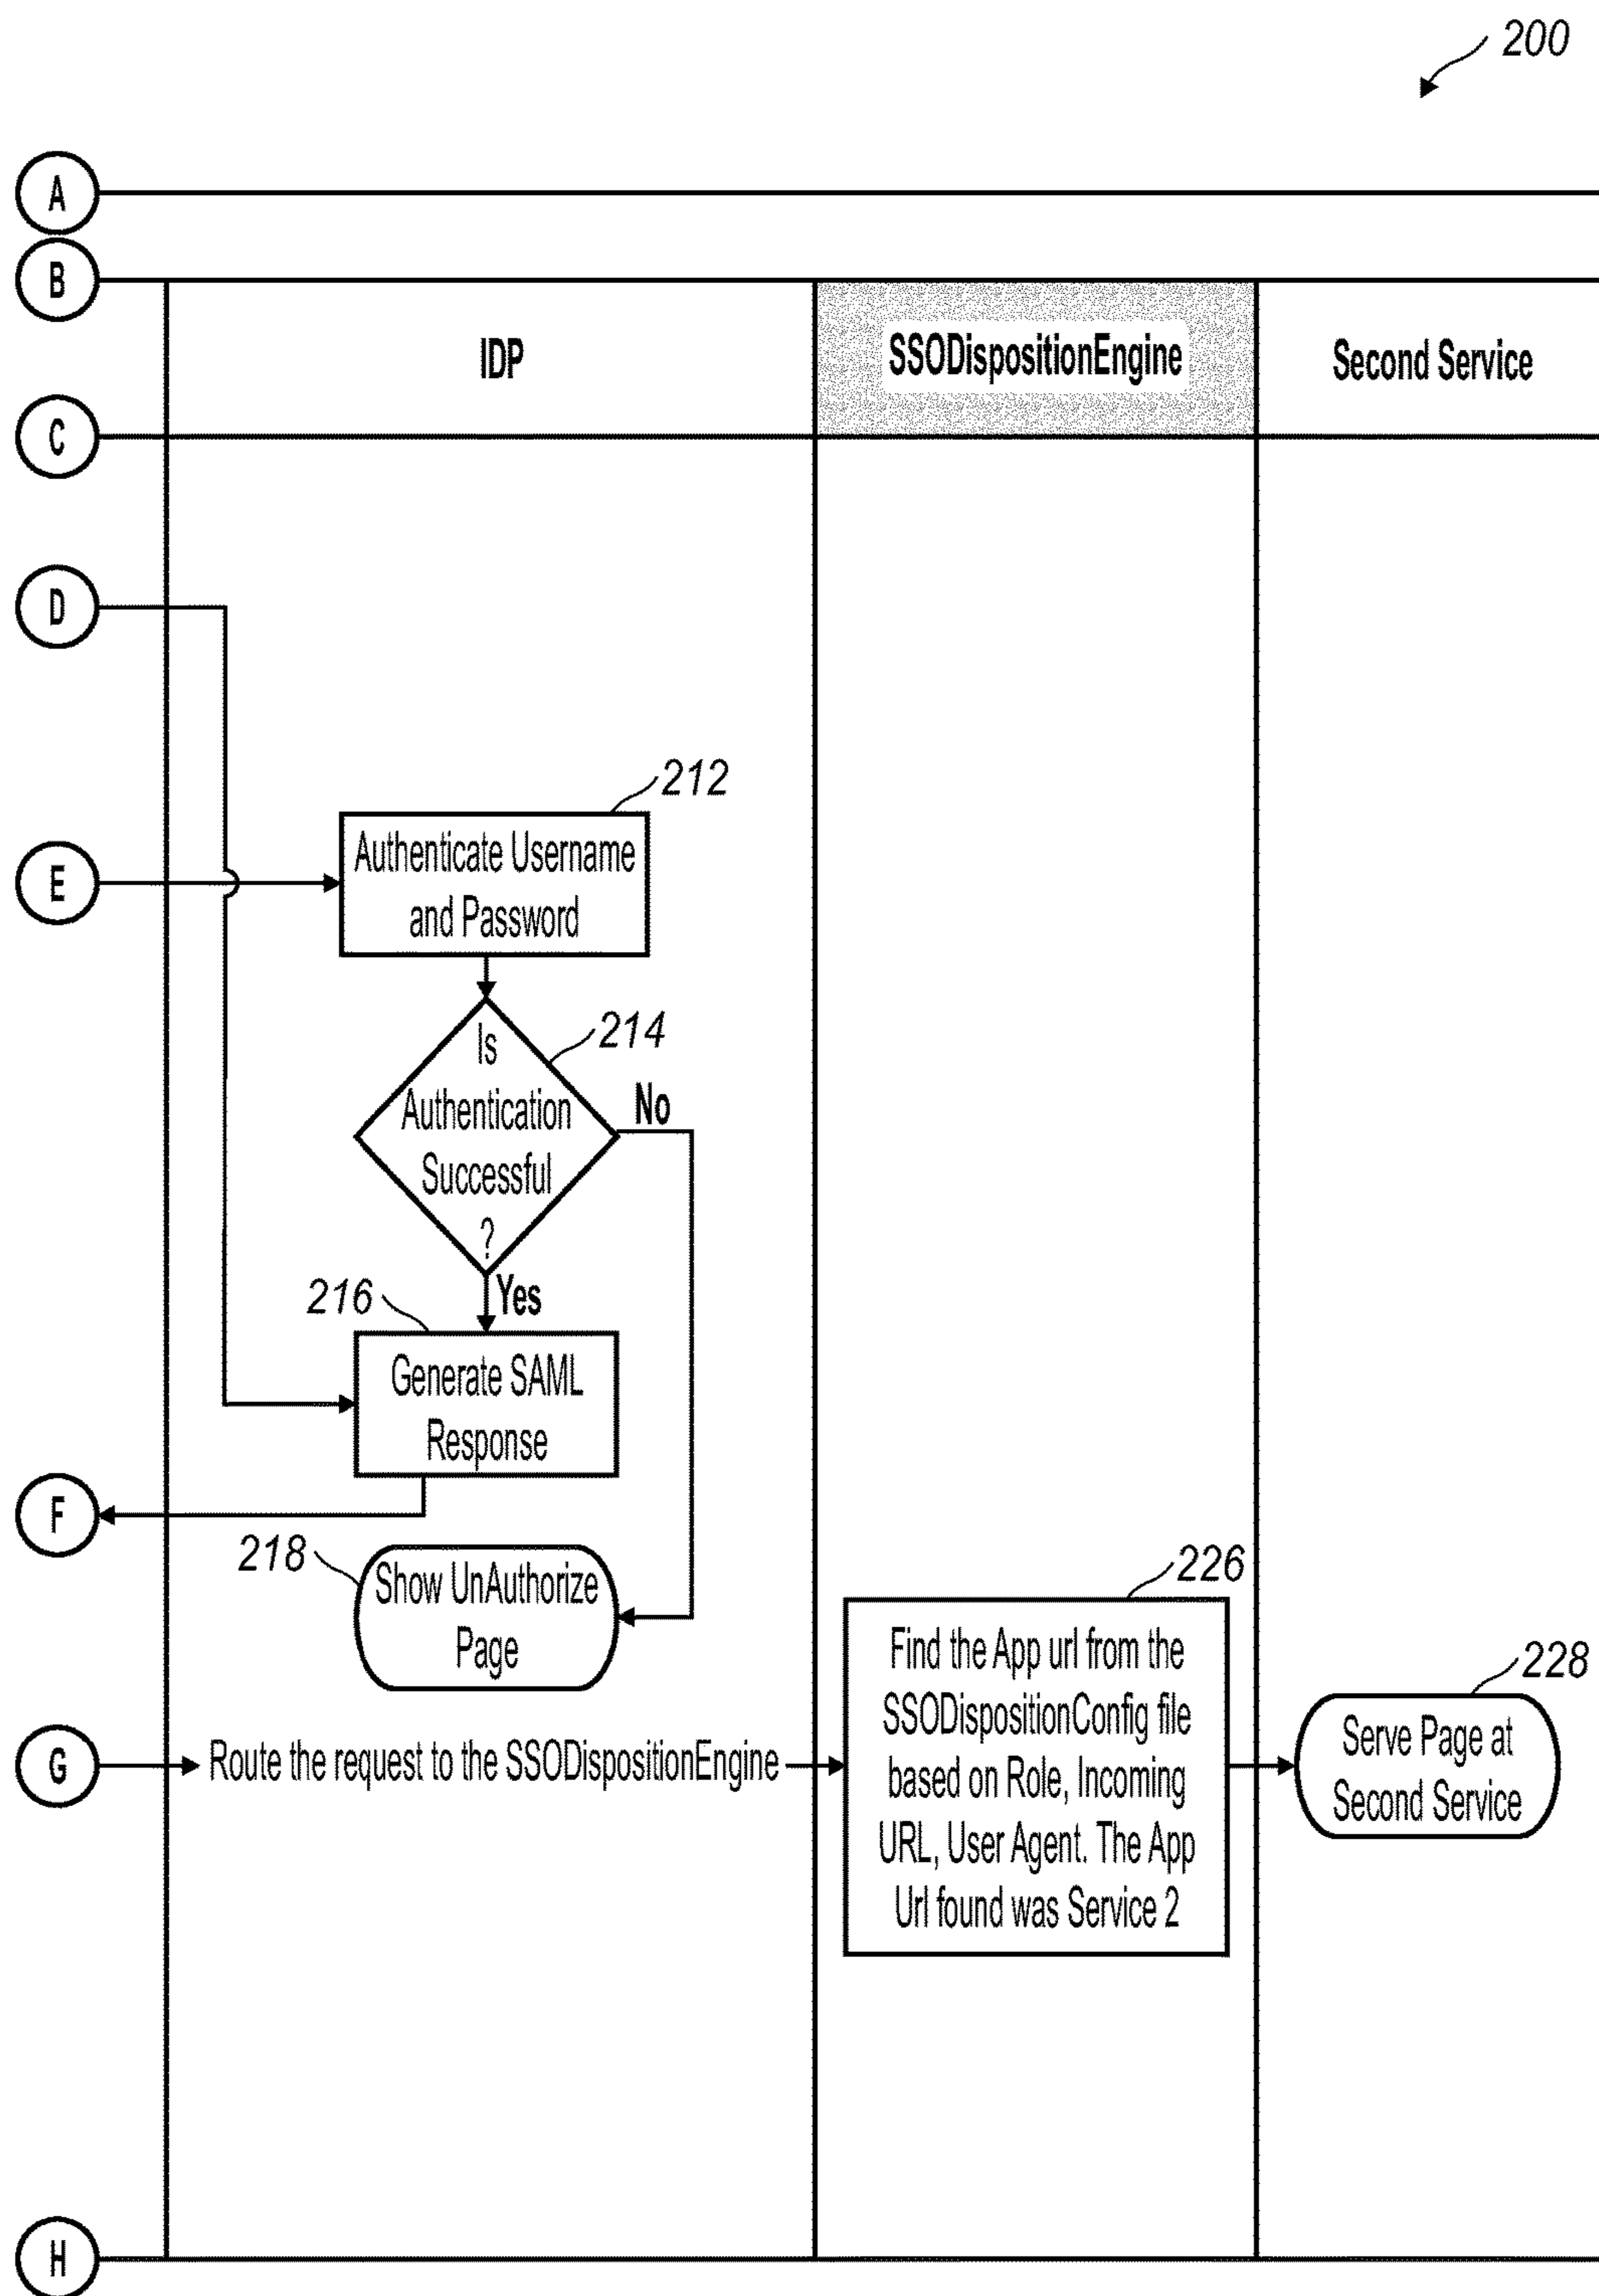 200
A
B
IDP
SSODispositionEngine
Second Service
C
D
212
E
Authenticate Username
and Password
214
Is
Authentication
Successful
?
No
Yes
216
Generate SAML
Response
F
218
Show UnAuthorize
Page
226
Find the App url from the
SSODispositionConfig file
based on Role, Incoming
URL, User Agent. The App
Url found was Service 2
228
Serve Page at
Second Service
G
Route the request to the SSODispositionEngine
H